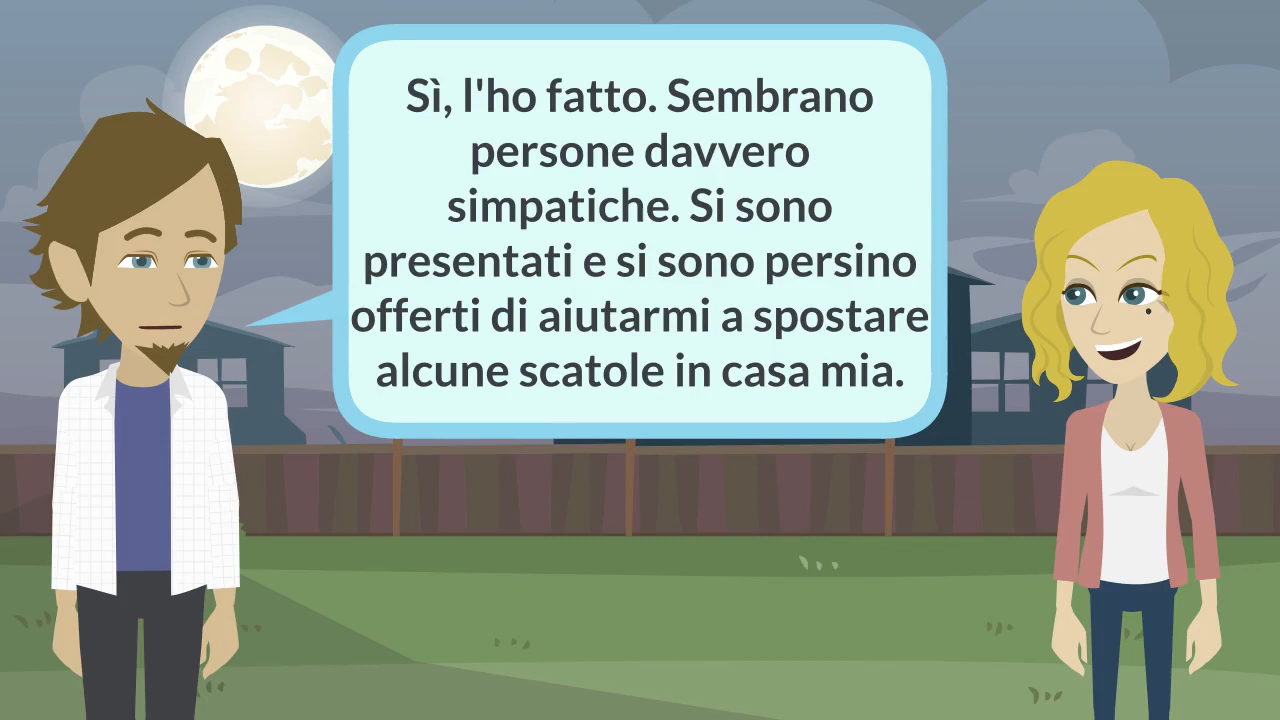 Sì, l'ho fatto. Sembrano
persone davvero
simpatiche. Si sono
presentati e si sono persino
offerti di aiutarmi a spostare
alcune scatole in casa mia.